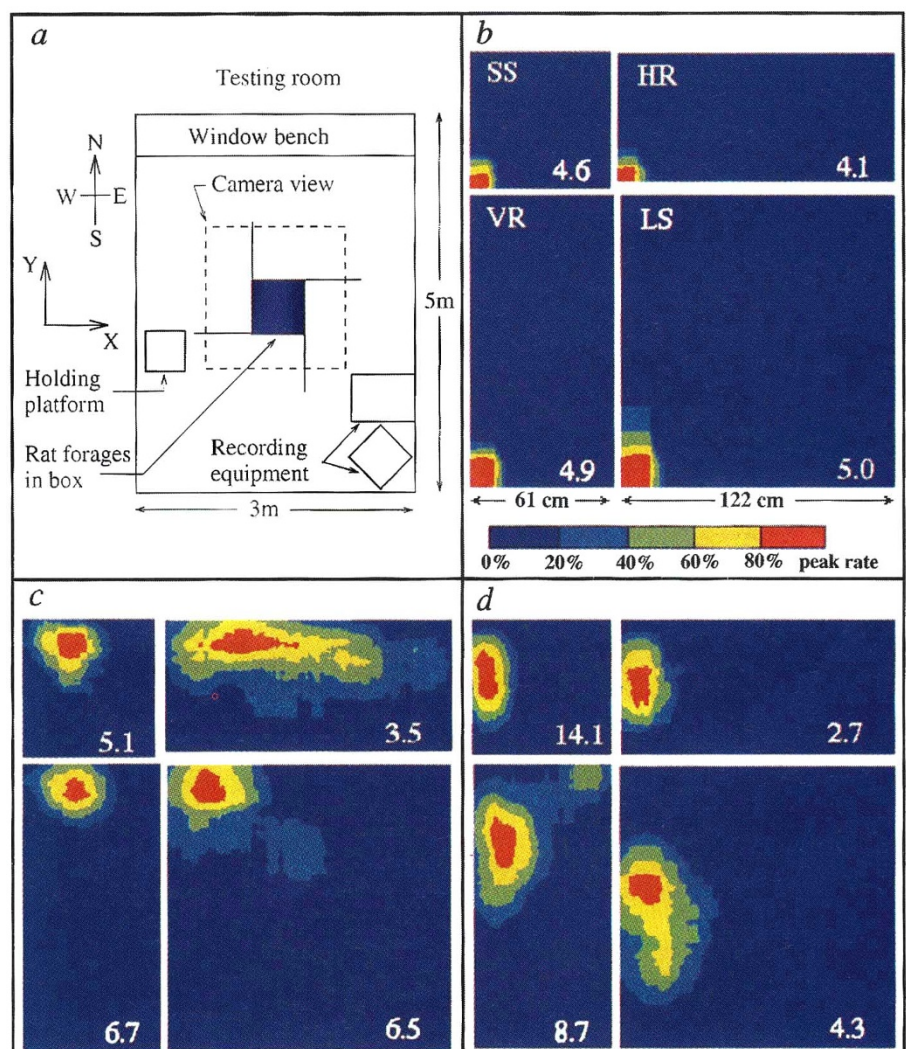 a
Testing room
Window bench
N
W
E
S
Camera view
Y
X
5m
Holding
platform
Rat forages
in box
Recording
equipment
3m
b
SS
4.6
HR
4.1
VR
4.9
LS
5.0
61 cm
122 cm
0% 20% 40% 60% 80% peak rate
c
5.1
3.5
6.7
6.5
d
14.1
2.7
8.7
4.3